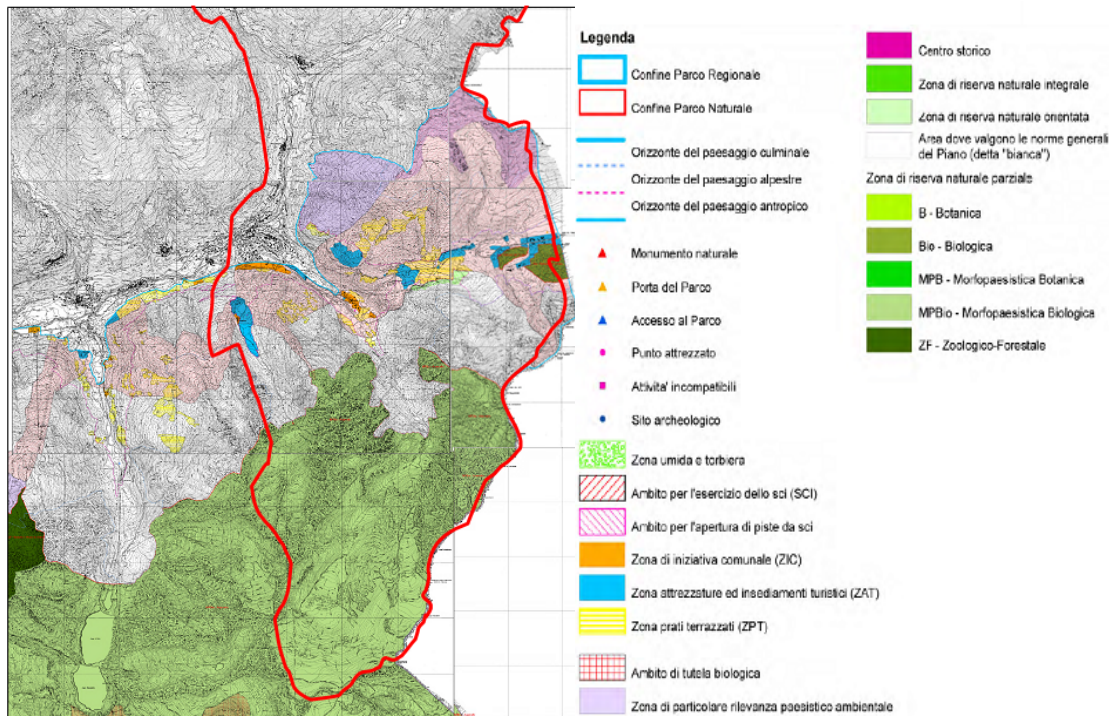 Legenda
Confine Parco Regionale
Confine Parco Naturale
Orizzonte del paesaggio culminale
Orizzonte del paesaggio alpestre
Orizzonte del paesaggio antropico
Monumento naturale
Porta del Parco
Accesso al Parco
Punto attrezzato
Attivita' incompatibili
Sito archeologico
Zona umida e torbiera
Ambito per l'esercizio dello sci (SCI)
Ambito per l'apertura di piste da sci
Zona di iniziativa comunale (ZIC)
Zona attrezzature ed insediamenti turistici (ZAT)
Zona prati terrazzati (ZPT)
Ambito di tutela biologica
Zona di particolare rilevanza paesistico ambientale
Centro storico
Zona di riserva naturale integrale
Zona di riserva naturale orientata
Area dove valgono le norme generali
del Piano (detta "bianca")
Zona di riserva naturale parziale
B - Botanica
Bio - Biologica
MPB - Morfopaesistica Botanica
MPBio - Morfopaesistica Biologica
ZF - Zoologico-Forestale